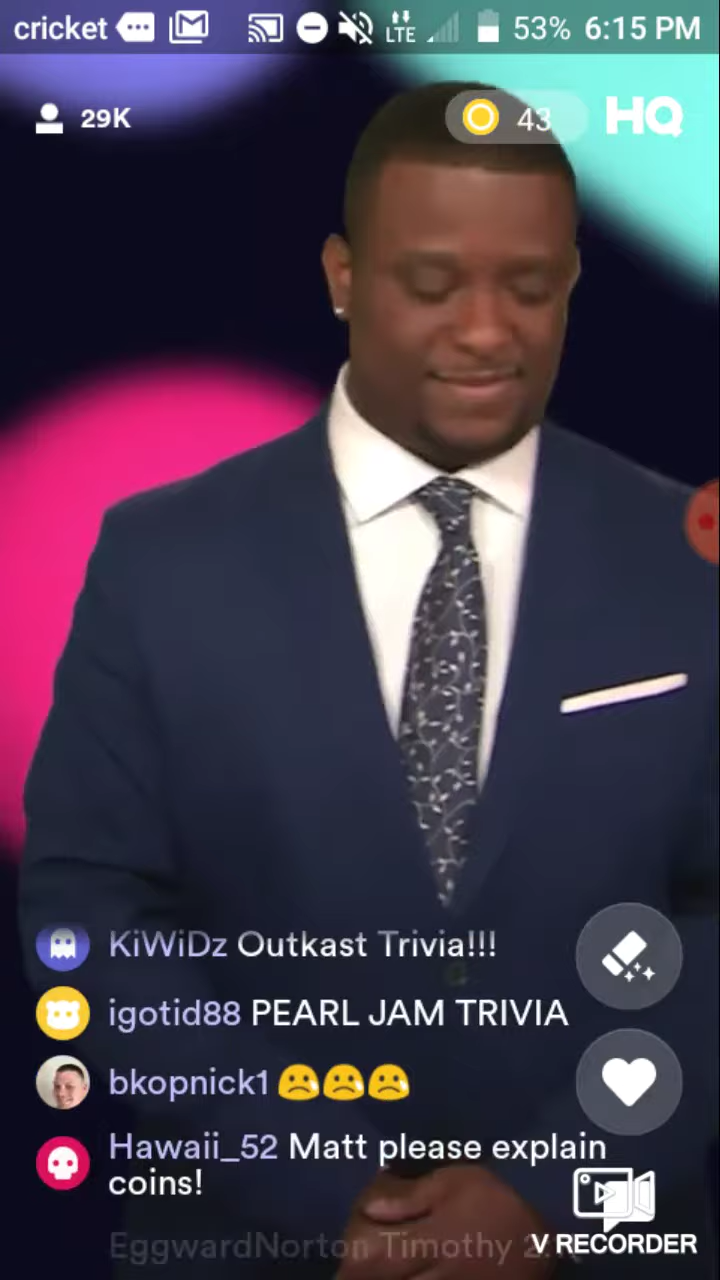 cricket LTE 53% 6:15 PM
29K 43 HQ
KiWiDz Outkast Trivia!!!
igotid88 PEARL JAM TRIVIA
bkopnick1 😢😢😢
Hawaii_52 Matt please explain
coins!
EggwardNorton Timothy
V RECORDER